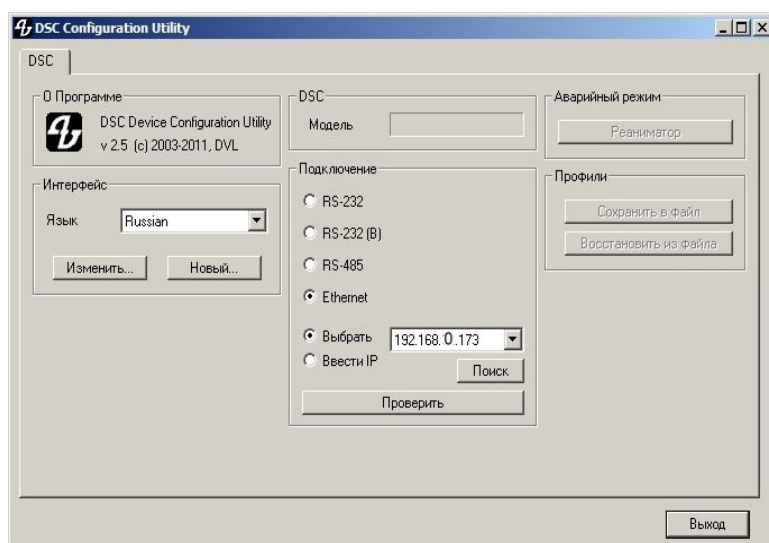 DSC Configuration Utility
DSC
О Программе
DSC Device Configuration Utility
v 2.5 (c) 2003-2011, DVL
Интерфейс
Язык
Russian
Изменить...
Новый...
DSC
Модель
Подключение
RS-232
RS-232 (B)
RS-485
Ethernet
Выбрать
192.168.0.173
Ввести IP
Поиск
Проверить
Аварийный режим
Реаниматор
Профили
Сохранить в файл
Восстановить из файла
Выход